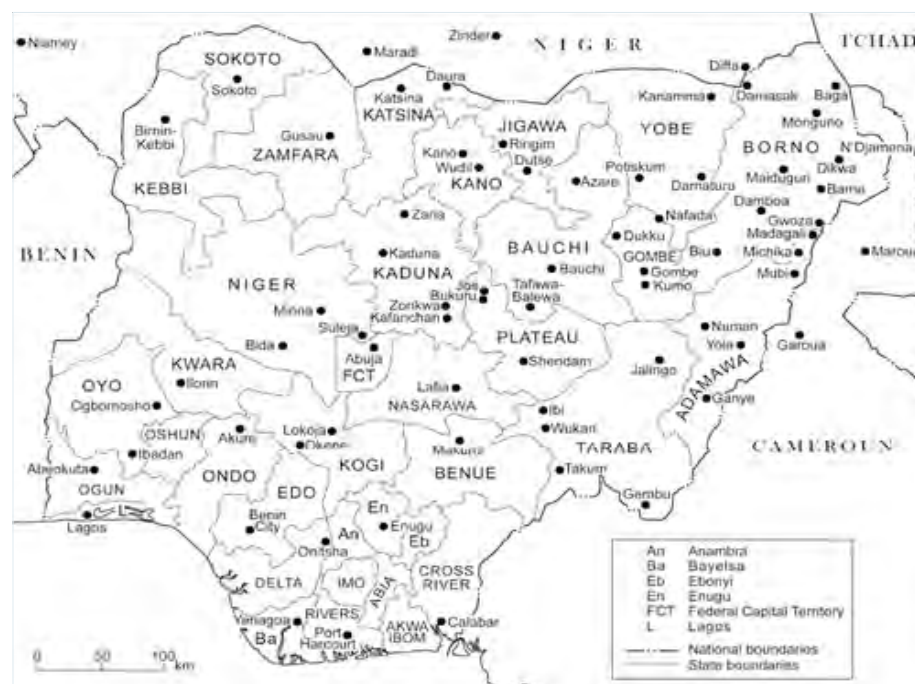 Niamey
Zinder
NIGER
TCHAD
Maradi
SOKOTO
Sokoto
Diffa
Daura
Katsina
KATSINA
Kanamma
Damasak
Baga
Birnin-
Kebbi
Gusau
ZAMFARA
JIGAWA
Ringim
Dutse
YOBE
Monguno
BORNO
N'Djamena
Kano
Wudil
KANO
Dikwa
Maiduguri
Bama
KEBBI
Azare
Potiskum
Damaturu
Damboa
Zaria
Nafada
Gwoza
Madagali
BENIN
Dukku
GOMBE
Biu
Michika
Maroua
Kaduna
KADUNA
BAUCHI
Bauchi
Gombe
Kumo
Mubi
NIGER
Jos
Bukuru
Tafawa-
Balewa
Minna
Zonkwa
Kafanchan
Suleja
PLATEAU
Numan
Yola
Garoua
Bida
Abuja
FCT
Shendam
Jalingo
ADAMAWA
KWARA
Ilorin
OYO
Ogbomosho
Lafia
NASARAWA
Ganye
Ibi
Wukari
OSHUN
Ibadan
Akure
Lokoja
Okene
KOGI
Makurdi
BENUE
TARABA
CAMEROUN
Abeokuta
OGUN
ONDO
EDO
Takum
Gembu
Lagos
L
Benin
City
En
Enugu
An
Eb
Onitsha
DELTA
IMO
ABIA
CROSS
RIVER
Yenagoa
Ba
RIVERS
Port
Harcourt
AKWA
IBOM
Calabar
An Anambra
Ba Bayelsa
Eb Ebonyi
En Enugu
FCT Federal Capital Territory
L Lagos
National boundaries
State boundaries
0 50 100
km